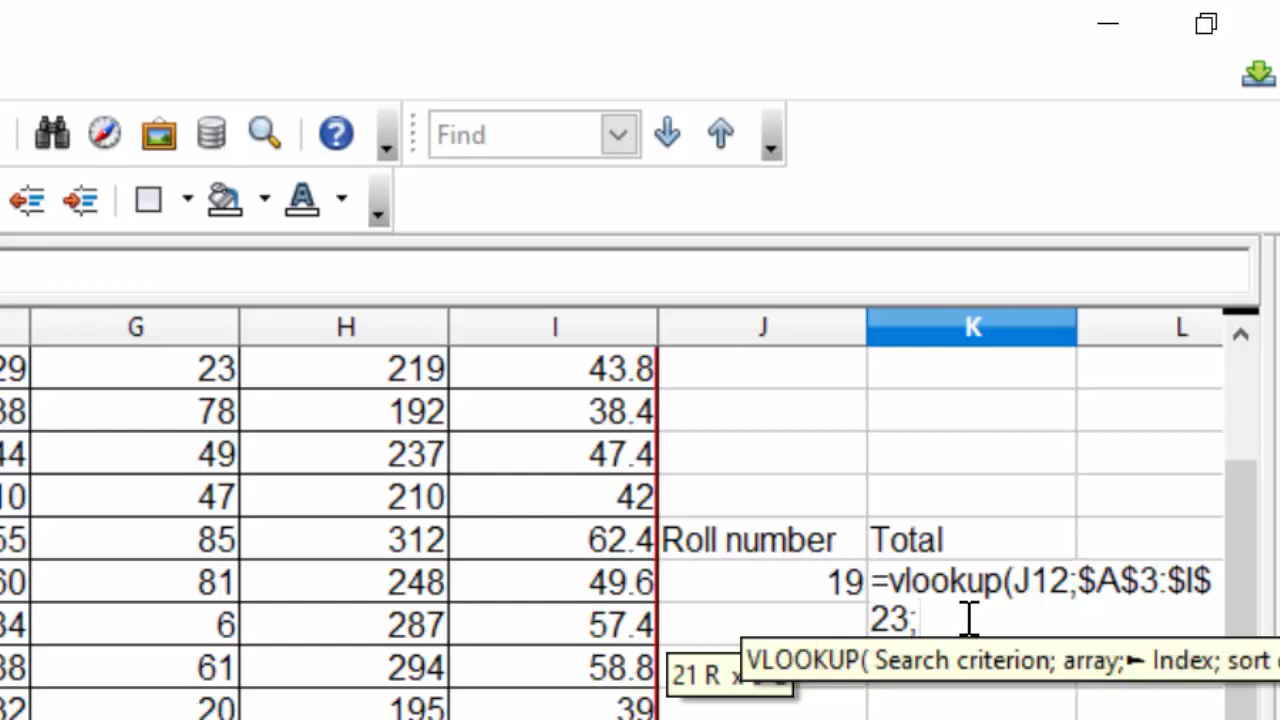 Find
G H I J K L
29 23 219 43.8
38 78 192 38.4
44 49 237 47.4
10 47 210 42
55 85 312 62.4 Roll number Total
60 81 248 49.6 19 =vlookup(J12;$A$3:$I$
34 6 287 57.4 23;
38 61 294 58.8 21 R x VLOOKUP( Search criterion; array; Index; sort
32 20 195 39